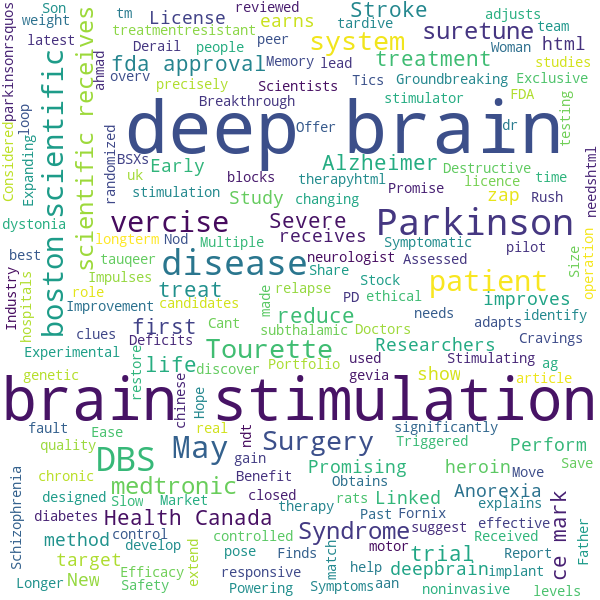 Son
weight
tm
License
reviewed
Stroke
adjusts
latest
treatmentresistant
earns
tardive
Woman
team
parkinsonrsquos
Derail
people
peer
system
suretune
html
overv
fda approval
Memory
lead
treatment
studies
precisely
Scientists
Tics
Groundbreaking
Exclusive
ahmad
Breakthrough
stimulator
FDA
Considered
Expanding
loop
boston scientific
scientific receives
randomized
deep brain
Offer
dr
testing
BSXs
Early
Alzheimer
Destructive
uk
blocks
therapyhtml
Promise
licence
time
needshtml
stimulation
Study
changing
zap
Rush
dystonia
vercise
Severe
Parkinson
longterm
Nod
Multiple
receives
Symptomatic
pilot
best
tauqeer
disease
neurologist
Assessed
Size
operation
Industry
hospitals
Impulses
Share
Stock
patient
role
treat
relapse
PD
ethical
improves
Improvement
candidates
made
reduce
Doctors
needs
adapts
identify
clues
first
Cant
subthalamic
Researchers
Cravings
Deficits
Tourette
used
Stimulating
ag
Experimental
restore
life
discover
Portfolio
gevia
show
article
genetic
chinese
Hope
brain stimulation
fault
real
ndt
significantly
Ease
May
Surgery
Triggered
Perform
quality
DBS
gain
Promising
heroin
explains
Save
Schizophrenia
chronic
medtronic
Benefit
Linked
Anorexia
Move
designed
Slow
Market
closed
rats
Obtains
effective
diabetes
Health Canada
therapy
Past
Fornix
suggest
Received
ce mark
Father
method
control
controlled
Syndrome
motor
trial
develop
pose
Finds
match
Report
target
extend
help
deepbrain
implant
New
Efficacy
responsive
Symptoms
aan
noninvasive
levels
Longer
Safety
Powering